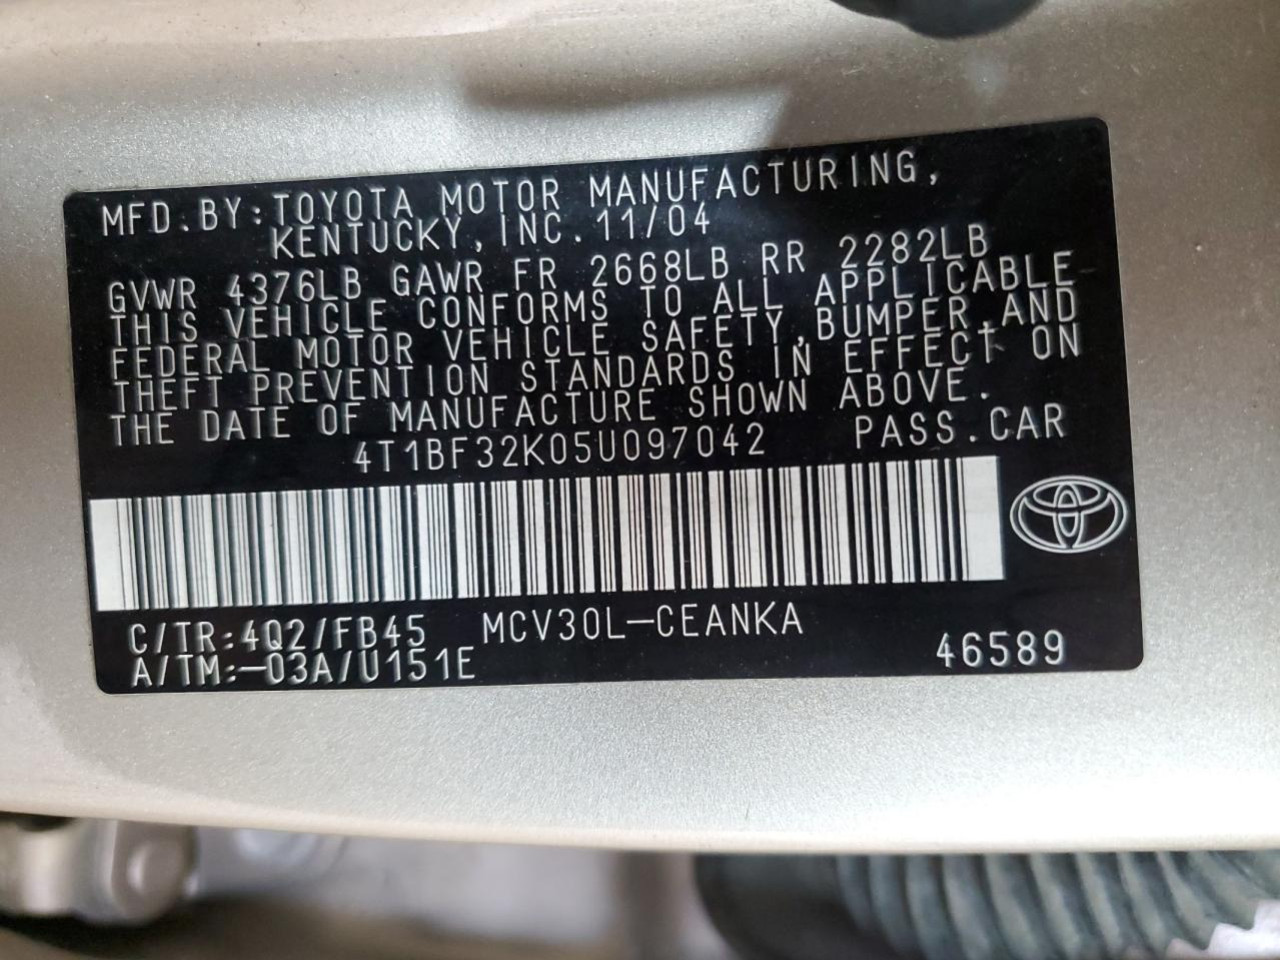 MFD.BY:TOYOTA MOTOR MANUFACTURING,
KENTUCKY,INC.11/04
GVWR 4376LB GAWR FR 2668LB RR 2282LB
THIS VEHICLE CONFORMS TO ALL APPLICABLE
FEDERAL MOTOR VEHICLE SAFETY,BUMPER,AND
THEFT PREVENTION STANDARDS IN EFFECT ON
THE DATE OF MANUFACTURE SHOWN ABOVE.
4T1BF32K05U097042 PASS.CAR
C/TR:4Q2/FB45 MCV30L-CEANKA
A/TM:-03A/U151E 46589